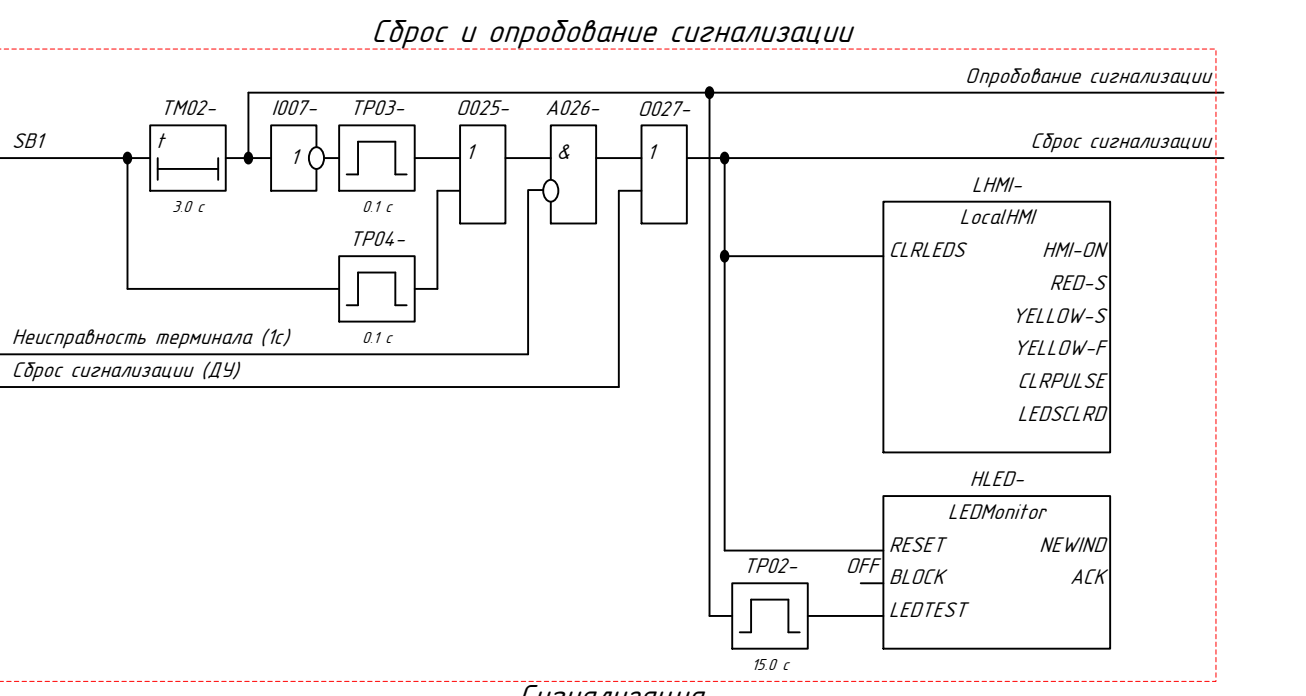 Сброс и опробование сигнализации
Опробование сигнализации
TM02-
I007-
TP03-
O025-
A026-
O027-
SB1
t
1
1
&
1
Сброс сигнализации
3.0 с
0.1 с
LHMI-
LocalHMI
TP04-
CLRLEDS
HMI-ON
RED-S
YELLOW-S
Неисправность терминала (1с)
0.1 с
YELLOW-F
Сброс сигнализации (ДУ)
CLRPULSE
LEDSCLRD
HLED-
LEDMonitor
RESET
NEWIND
TP02-
OFF
BLOCK
ACK
LEDTEST
15.0 с
Сигнализация